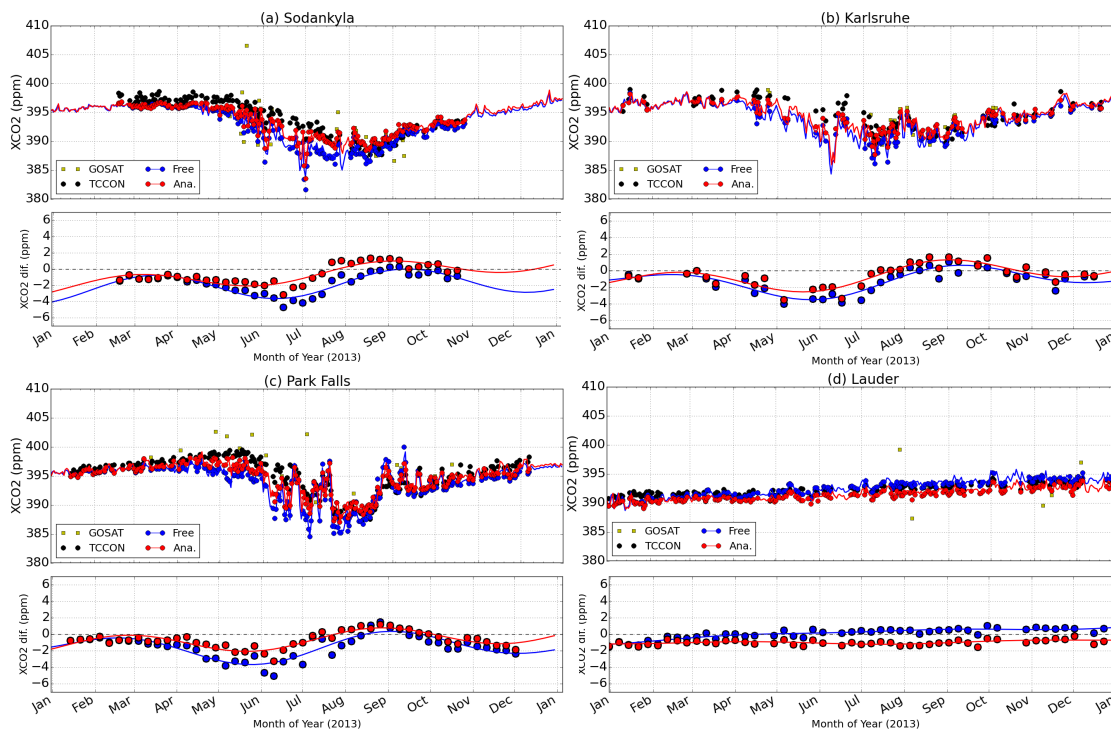 (a) Sodankyla
410
405
400
395
390
385
380
XCO2 (ppm)
GOSAT
TCCON
Free
Ana.
6
4
2
0
−2
−4
−6
XCO2 dif. (ppm)
Jan Feb Mar Apr May Jun Jul Aug Sep Oct Nov Dec Jan
Month of Year (2013)
(b) Karlsruhe
410
405
400
395
390
385
380
XCO2 (ppm)
GOSAT
TCCON
Free
Ana.
6
4
2
0
−2
−4
−6
XCO2 dif. (ppm)
Jan Feb Mar Apr May Jun Jul Aug Sep Oct Nov Dec Jan
Month of Year (2013)
(c) Park Falls
410
405
400
395
390
385
380
XCO2 (ppm)
GOSAT
TCCON
Free
Ana.
6
4
2
0
−2
−4
−6
XCO2 dif. (ppm)
Jan Feb Mar Apr May Jun Jul Aug Sep Oct Nov Dec Jan
Month of Year (2013)
(d) Lauder
410
405
400
395
390
385
380
XCO2 (ppm)
GOSAT
TCCON
Free
Ana.
6
4
2
0
−2
−4
−6
XCO2 dif. (ppm)
Jan Feb Mar Apr May Jun Jul Aug Sep Oct Nov Dec Jan
Month of Year (2013)